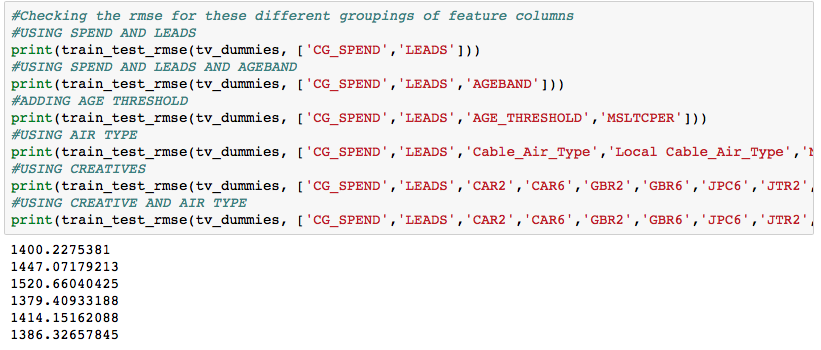 #Checking the rmse for these different groupings of feature columns
#USING SPEND AND LEADS
print(train_test_rmse(tv_dummies, ['CG_SPEND','LEADS']))
#USING SPEND AND LEADS AND AGEBAND
print(train_test_rmse(tv_dummies, ['CG_SPEND','LEADS','AGEBAND']))
#ADDING AGE THRESHOLD
print(train_test_rmse(tv_dummies, ['CG_SPEND','LEADS','AGE_THRESHOLD','MSLTCPER']))
#USING AIR TYPE
print(train_test_rmse(tv_dummies, ['CG_SPEND','LEADS','Cable_Air_Type','Local Cable_Air_Type','
#USING CREATIVES
print(train_test_rmse(tv_dummies, ['CG_SPEND','LEADS','CAR2','CAR6','GBR2','GBR6','JPC6','JTR2',
#USING CREATIVE AND AIR TYPE
print(train_test_rmse(tv_dummies, ['CG_SPEND','LEADS','CAR2','CAR6','GBR2','GBR6','JPC6','JTR2',
1400.2275381
1447.07179213
1520.66040425
1379.40933188
1414.15162088
1386.32657845